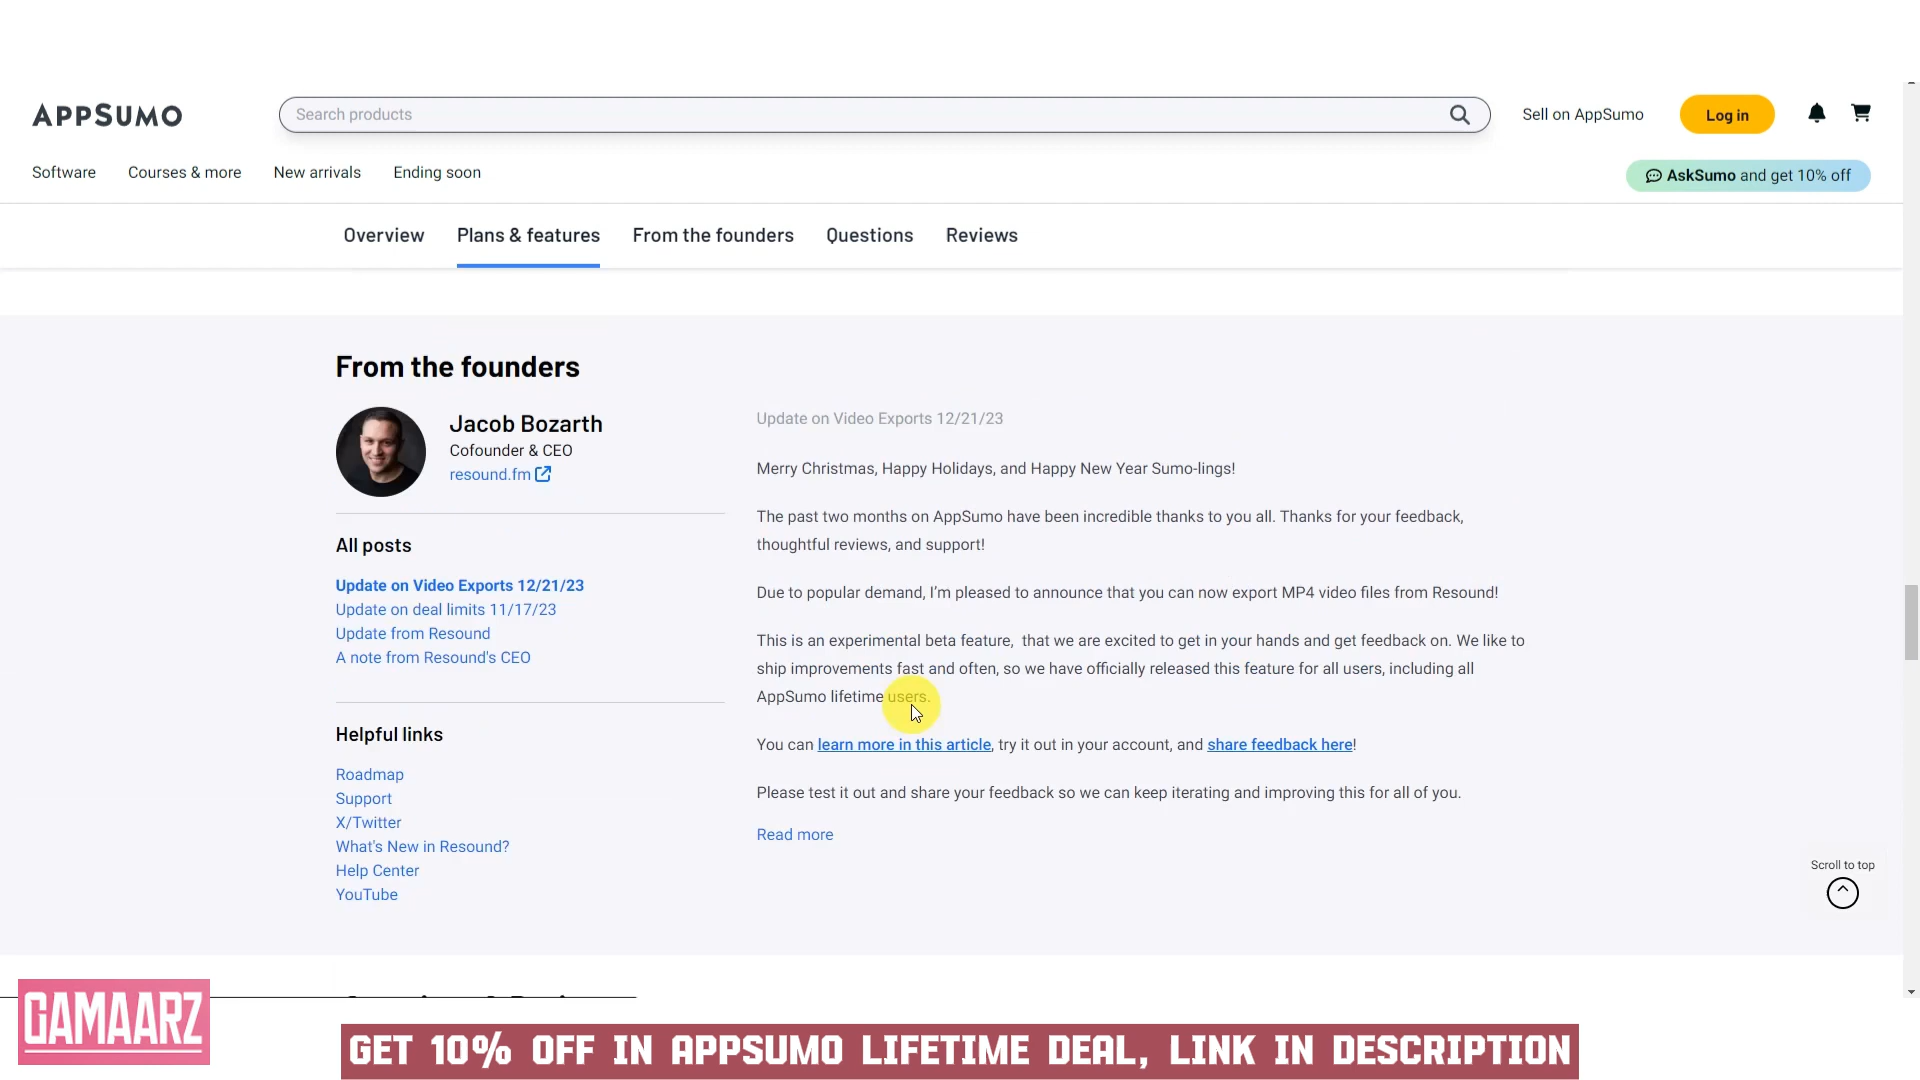 APPSUMO
Search products
Sell on AppSumo
Log in
Software
Courses & more
New arrivals
Ending soon
AskSumo and get 10% off
Overview
Plans & features
From the founders
Questions
Reviews
From the founders
Jacob Bozarth
Cofounder & CEO
resound.fm
All posts
Update on Video Exports 12/21/23
Update on deal limits 11/17/23
Update from Resound
A note from Resound's CEO
Helpful links
Roadmap
Support
X/Twitter
What's New in Resound?
Help Center
YouTube
Update on Video Exports 12/21/23
Merry Christmas, Happy Holidays, and Happy New Year Sumo-lings!
The past two months on AppSumo have been incredible thanks to you all. Thanks for your feedback,
thoughtful reviews, and support!
Due to popular demand, I'm pleased to announce that you can now export MP4 video files from Resound!
This is an experimental beta feature, that we are excited to get in your hands and get feedback on. We like to
ship improvements fast and often, so we have officially released this feature for all users, including all
AppSumo lifetime users.
You can learn more in this article, try it out in your account, and share feedback here!
Please test it out and share your feedback so we can keep iterating and improving this for all of you.
Read more
Scroll to top
GAMAARZ
GET 10% OFF IN APPSUMO LIFETIME DEAL, LINK IN DESCRIPTION